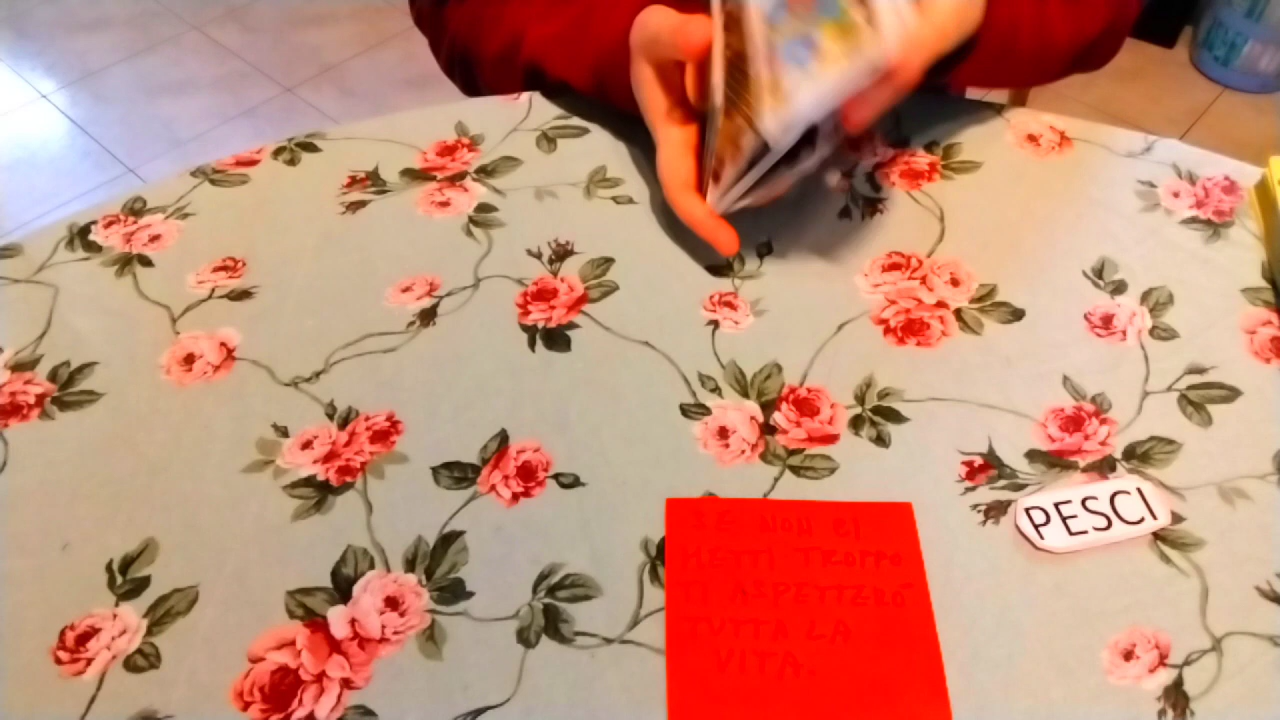 SE NON CI
METTI TROPPO
TI ASPETTERÒ
TUTTA LA
VITA.
PESCI